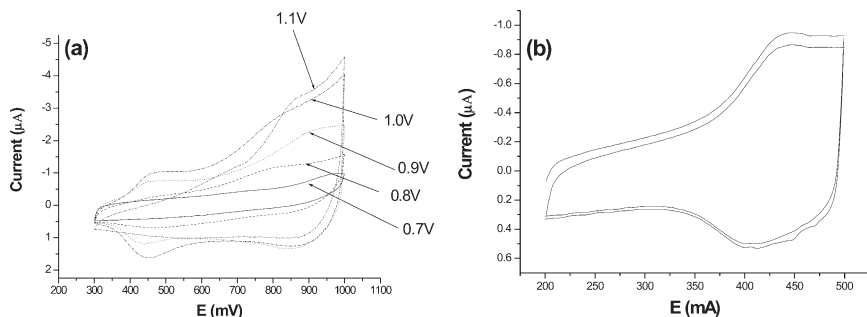 (a)
1.1V
1.0V
0.9V
0.8V
0.7V
Current (μA)
-5
-4
-3
-2
-1
0
1
2
200 300 400 500 600 700 800 900 1000 1100
E (mV)
(b)
Current (μA)
-1.0
-0.8
-0.6
-0.4
-0.2
0.0
0.2
0.4
0.6
200 250 300 350 400 450 500
E (mA)